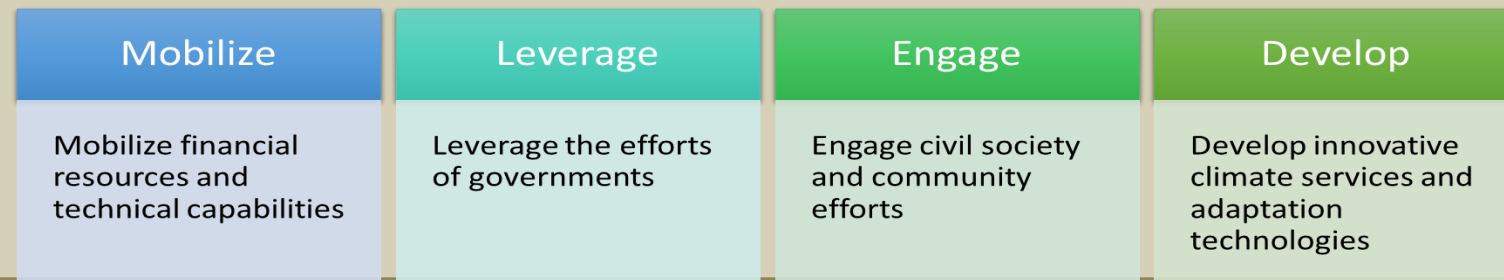 Mobilize
Mobilize financial
resources and
technical capabilities
Leverage
Leverage the efforts
of governments
Engage
Engage civil society
and community
efforts
Develop
Develop innovative
climate services and
adaptation
technologies